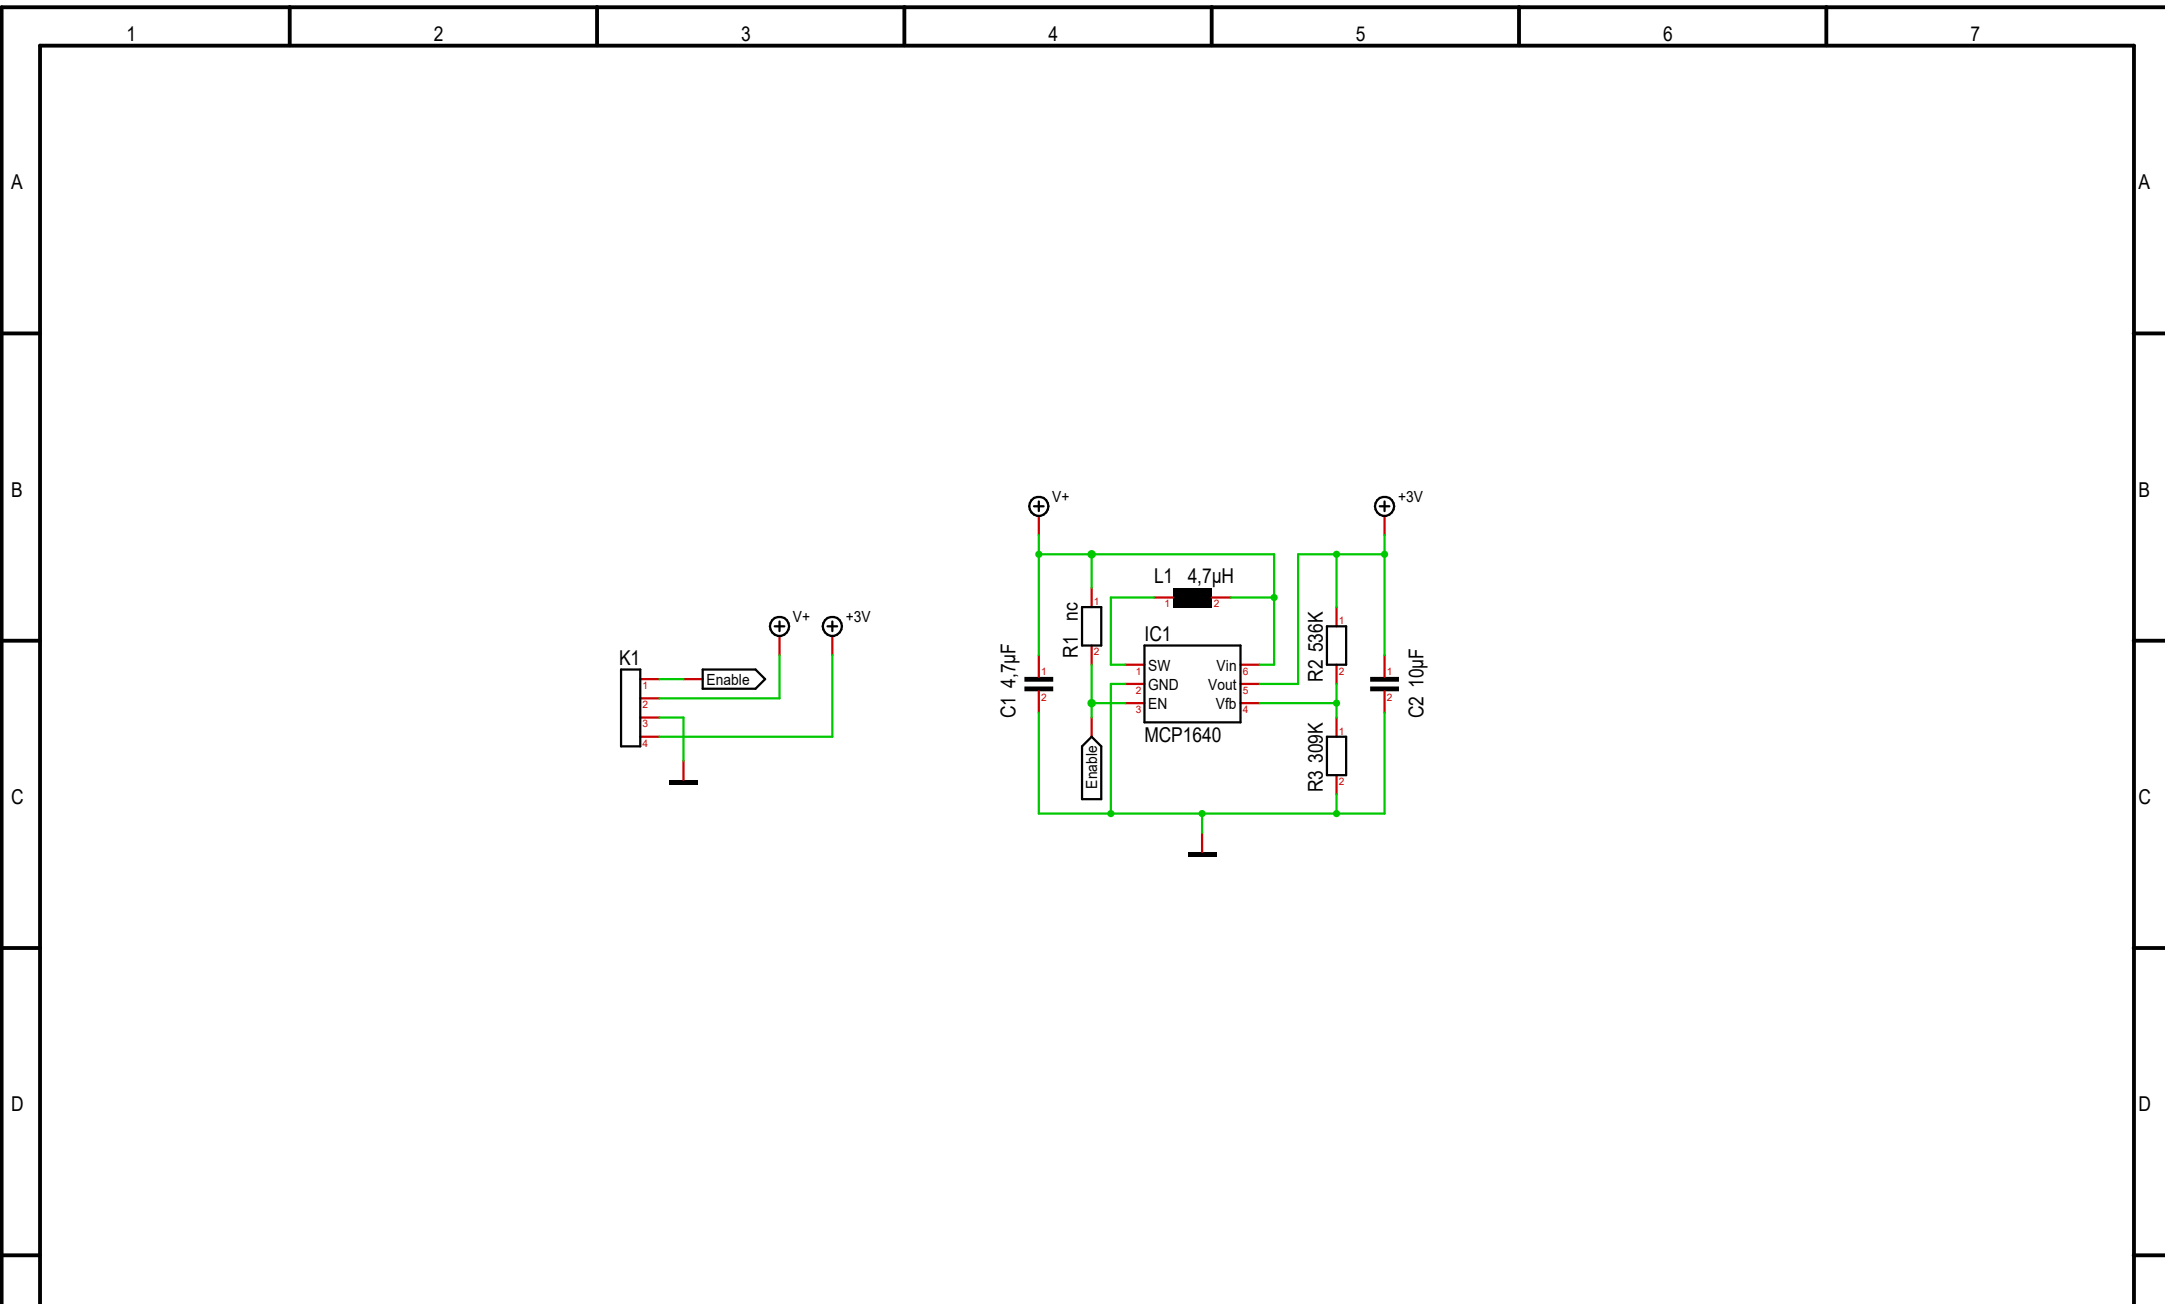 1 2 3 4 5 6 7
A A
B B
V+ +3V
L1 4,7µH
V+ +3V
R1 nc
1 2
1 2
R2 536K
1 2
K1
Enable
1
2
3
4
C1 4,7µF
1 2
IC1
SW Vin
1 6
GND Vout
2 5
EN Vfb
3 4
MCP1640
C2 10µF
1 2
Enable
R3 309K
1 2
C C
D D